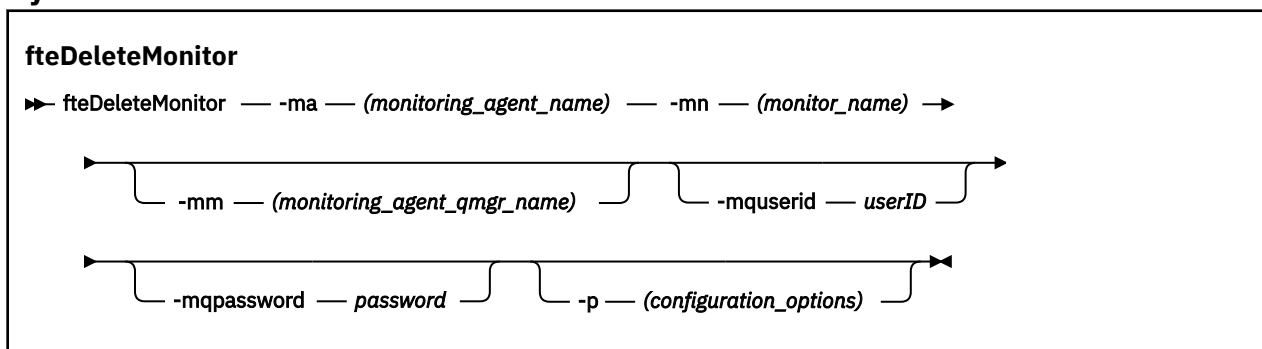 fteDeleteMonitor
fteDeleteMonitor -ma (monitoring_agent_name) -mn (monitor_name)
-mm (monitoring_agent_qmgr_name) -mquserid userID
-mqpassword password -p (configuration_options)